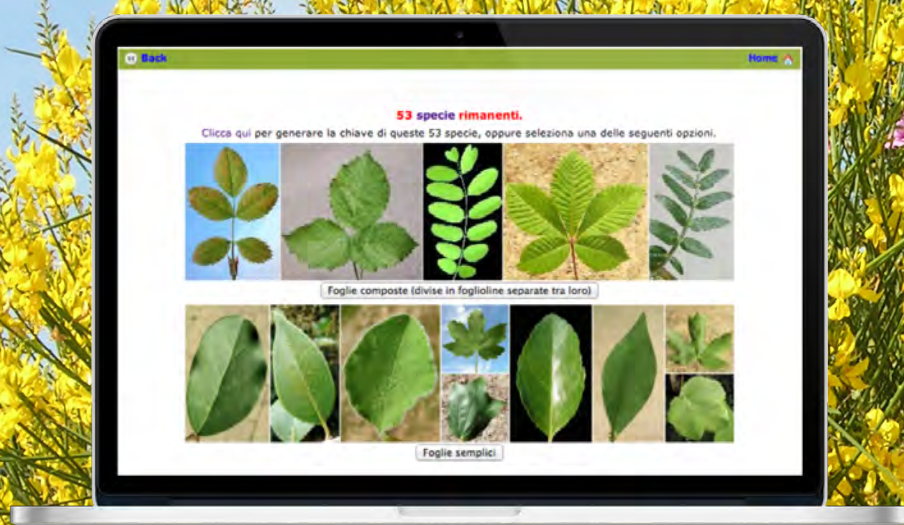 Back
Home
53 specie rimanenti.
Clicca qui per generare la chiave di queste 53 specie, oppure seleziona una delle seguenti opzioni.
Foglie composte (divise in foglioline separate tra loro)
Foglie semplici